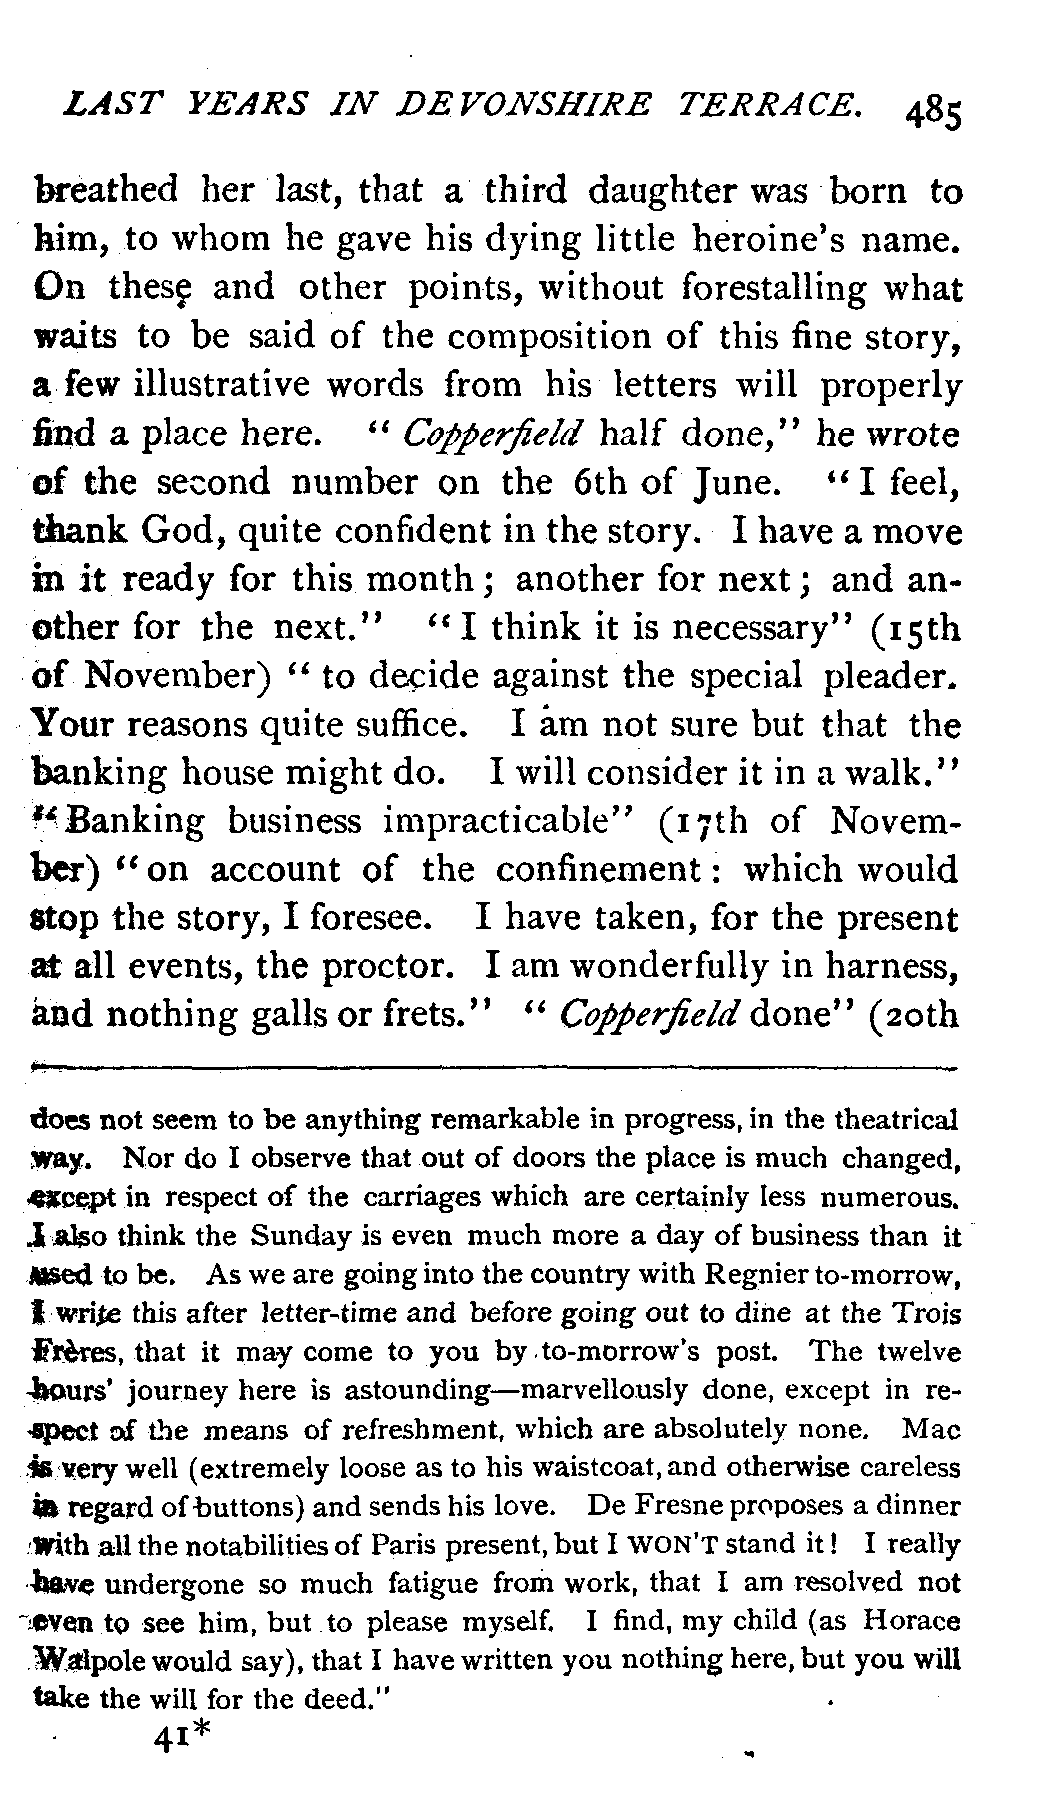 LAST YEARS IN DEVONSHIRE TERRACE. 485
breathed her last, that a third daughter was born to
him, to whom he gave his dying little heroine's name.
On these and other points, without forestalling what
waits to be said of the composition of this fine story,
a few illustrative words from his letters will properly
find a place here. " Copperfield half done," he wrote
of the second number on the 6th of June. " I feel,
thank God, quite confident in the story. I have a move
in it ready for this month ; another for next ; and an-
other for the next." " I think it is necessary" (15th
of November) " to decide against the special pleader.
Your reasons quite suffice. I am not sure but that the
banking house might do. I will consider it in a walk."
" Banking business impracticable" (17th of Novem-
ber) " on account of the confinement : which would
stop the story, I foresee. I have taken, for the present
at all events, the proctor. I am wonderfully in harness,
and nothing galls or frets." " Copperfield done" (20th
does not seem to be anything remarkable in progress, in the theatrical
way. Nor do I observe that out of doors the place is much changed,
except in respect of the carriages which are certainly less numerous.
I also think the Sunday is even much more a day of business than it
used to be. As we are going into the country with Regnier to-morrow,
I write this after letter-time and before going out to dine at the Trois
Frères, that it may come to you by to-morrow's post. The twelve
hours' journey here is astounding—marvellously done, except in re-
spect of the means of refreshment, which are absolutely none. Mac
is very well (extremely loose as to his waistcoat, and otherwise careless
in regard of buttons) and sends his love. De Fresne proposes a dinner
with all the notabilities of Paris present, but I WON'T stand it! I really
have undergone so much fatigue from work, that I am resolved not
even to see him, but to please myself. I find, my child (as Horace
Walpole would say), that I have written you nothing here, but you will
take the will for the deed."
41*